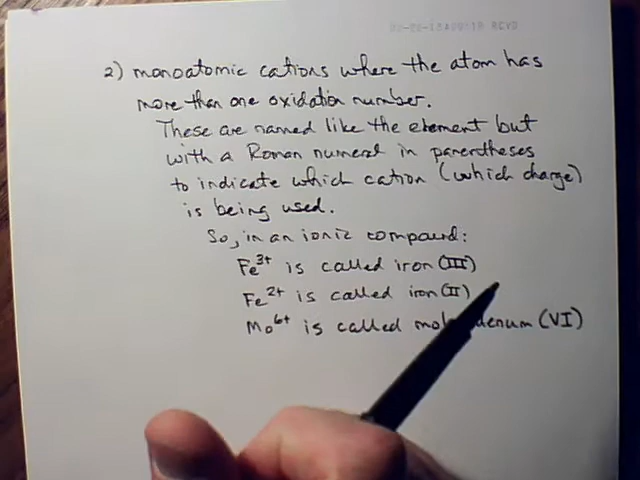 2) monoatomic cations where the atom has
more than one oxidation number.
These are named like the element but
with a Roman numeral in parentheses
to indicate which cation (which charge)
is being used.
So, in an ionic compound:
Fe³⁺ is called iron (III)
Fe²⁺ is called iron (II)
Mo⁶⁺ is called (VI)